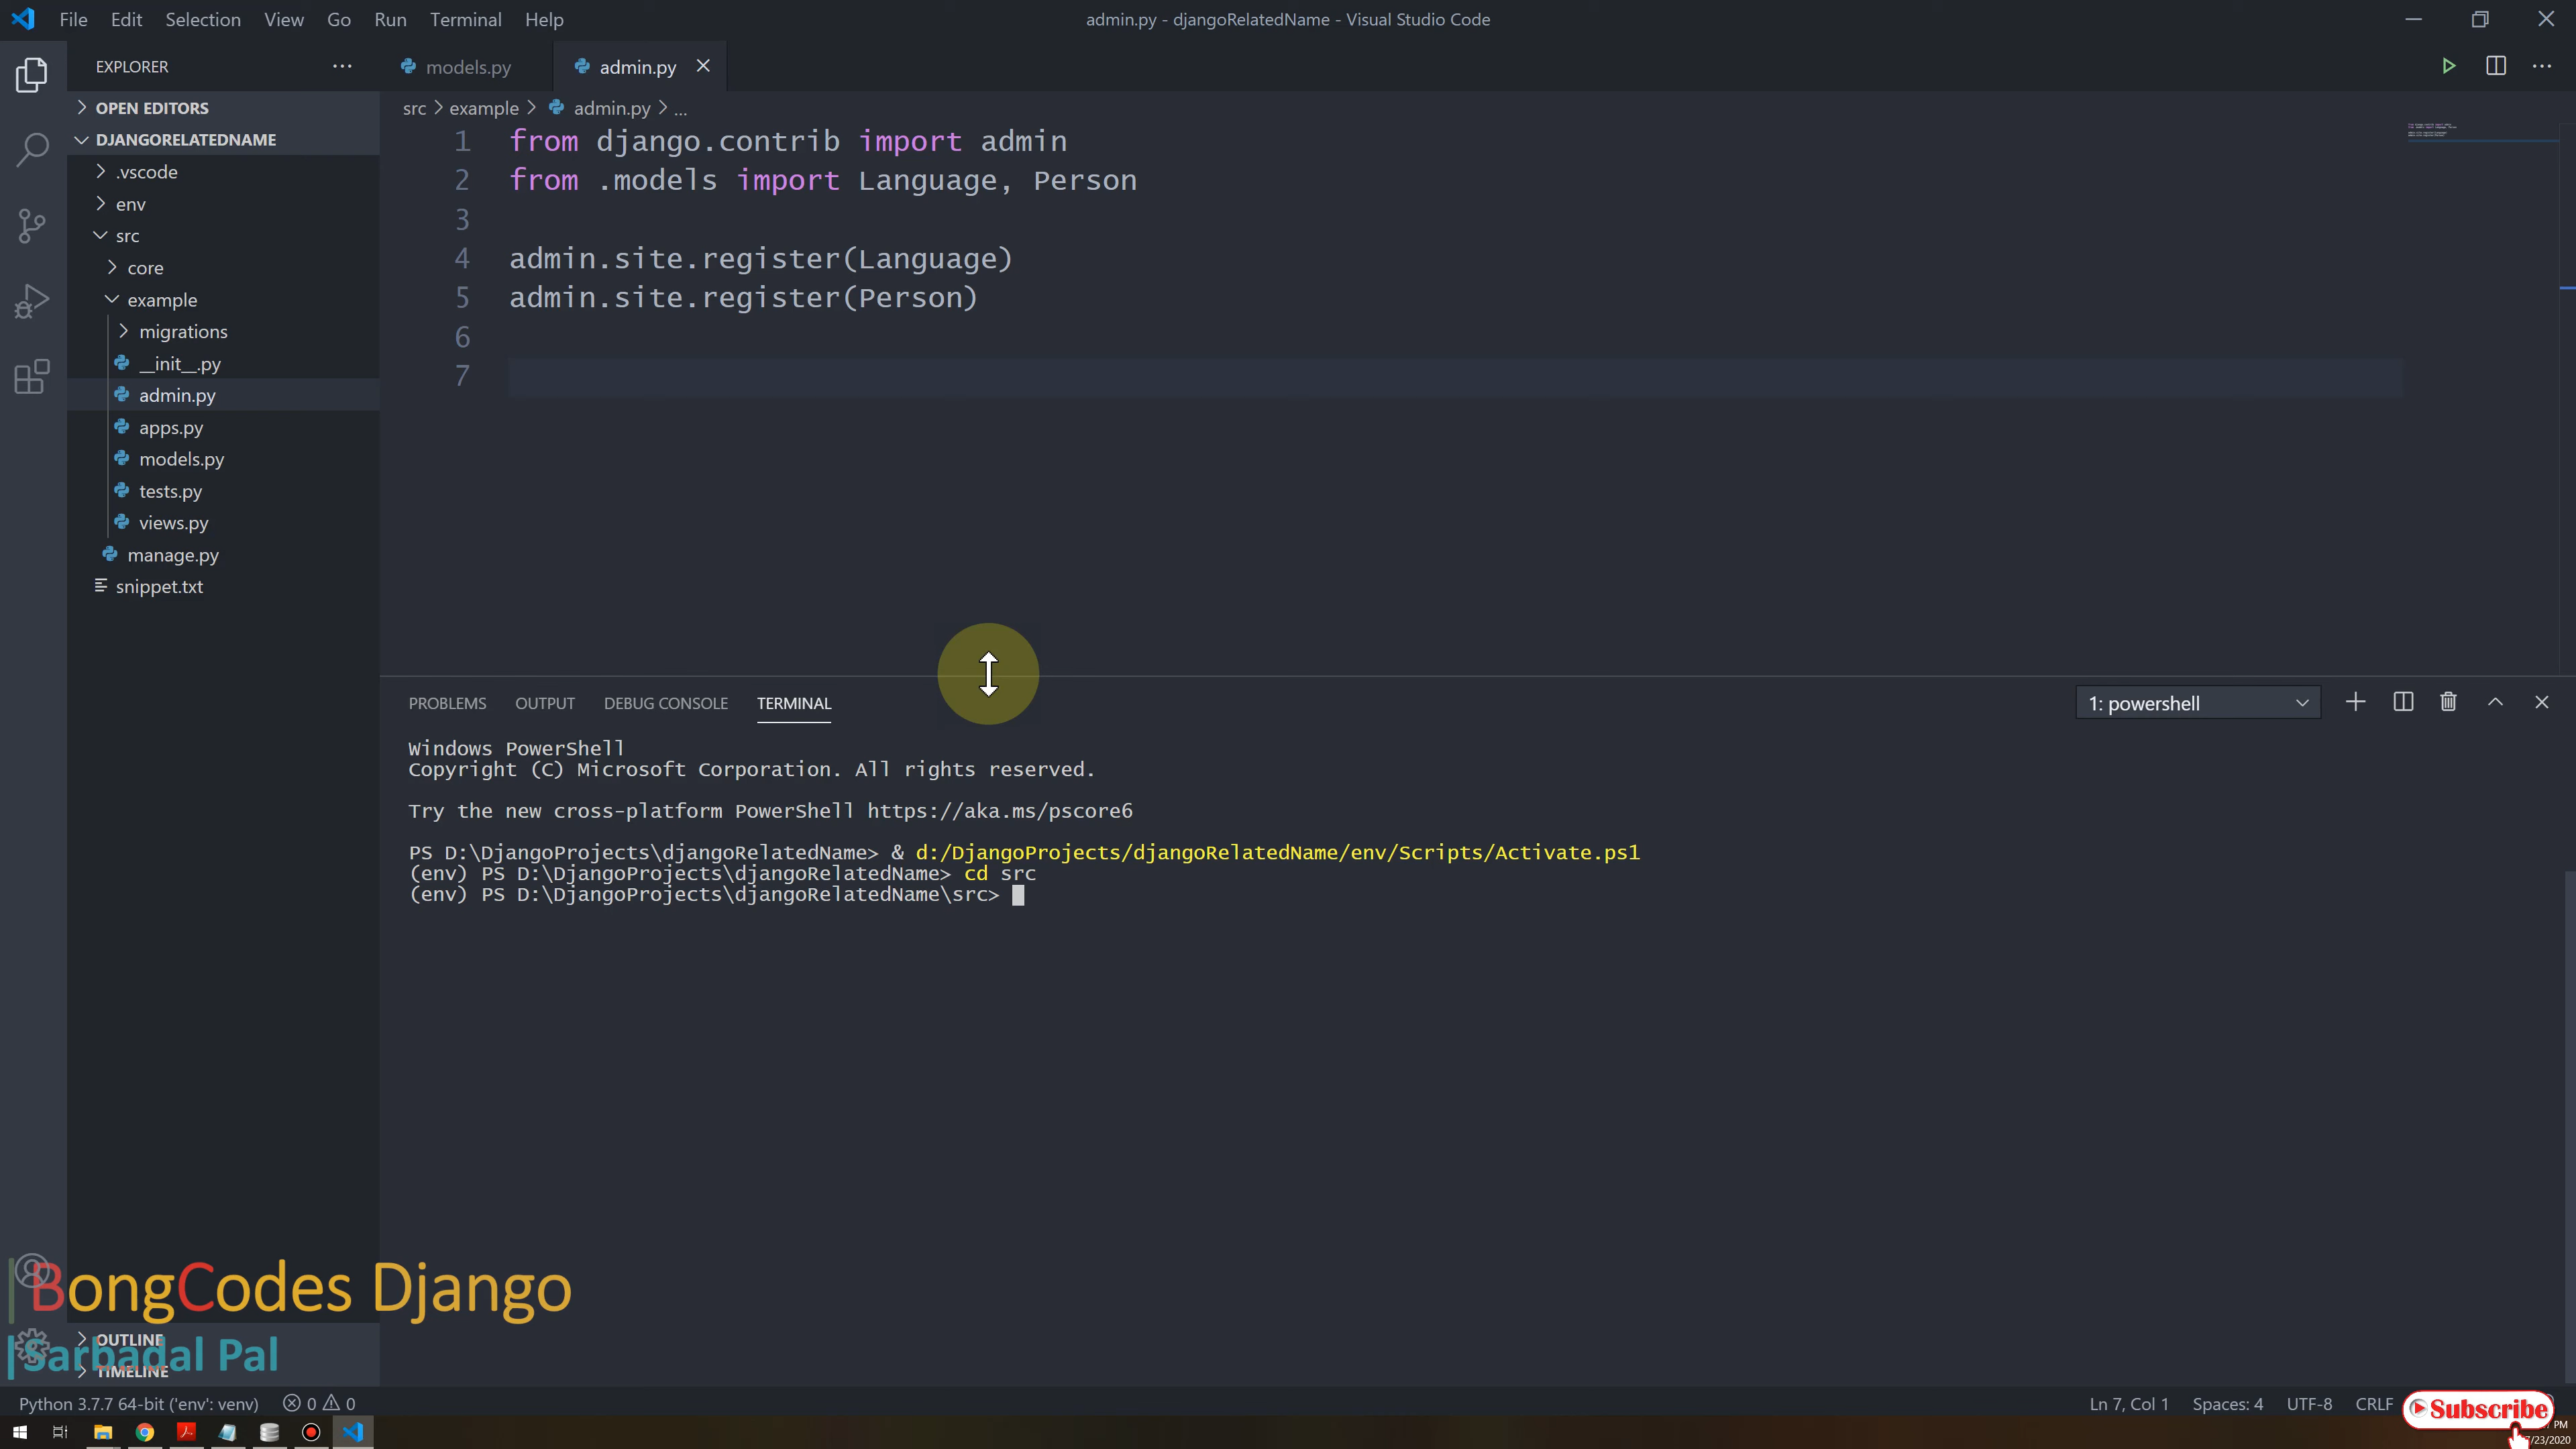 File Edit Selection View Go Run Terminal Help
admin.py - djangoRelatedName - Visual Studio Code
EXPLORER
models.py
admin.py
OPEN EDITORS
DJANGORELATEDNAME
.vscode
env
src
core
example
migrations
__init__.py
admin.py
apps.py
models.py
tests.py
views.py
manage.py
snippet.txt
src > example > admin.py > ...
1 from django.contrib import admin
2 from .models import Language, Person
3
4 admin.site.register(Language)
5 admin.site.register(Person)
6
7
PROBLEMS OUTPUT DEBUG CONSOLE TERMINAL
1: powershell
Windows PowerShell
Copyright (C) Microsoft Corporation. All rights reserved.
Try the new cross-platform PowerShell https://aka.ms/pscore6
PS D:\DjangoProjects\djangoRelatedName> & d:/DjangoProjects/djangoRelatedName/env/Scripts/Activate.ps1
(env) PS D:\DjangoProjects\djangoRelatedName> cd src
(env) PS D:\DjangoProjects\djangoRelatedName\src>
BongCodes Django
OUTLINE
Sarbadal Pal
TIMELINE
Python 3.7.7 64-bit ('env': venv) 0 0
Ln 7, Col 1 Spaces: 4 UTF-8 CRLF
Subscribe
PM
7/23/2020